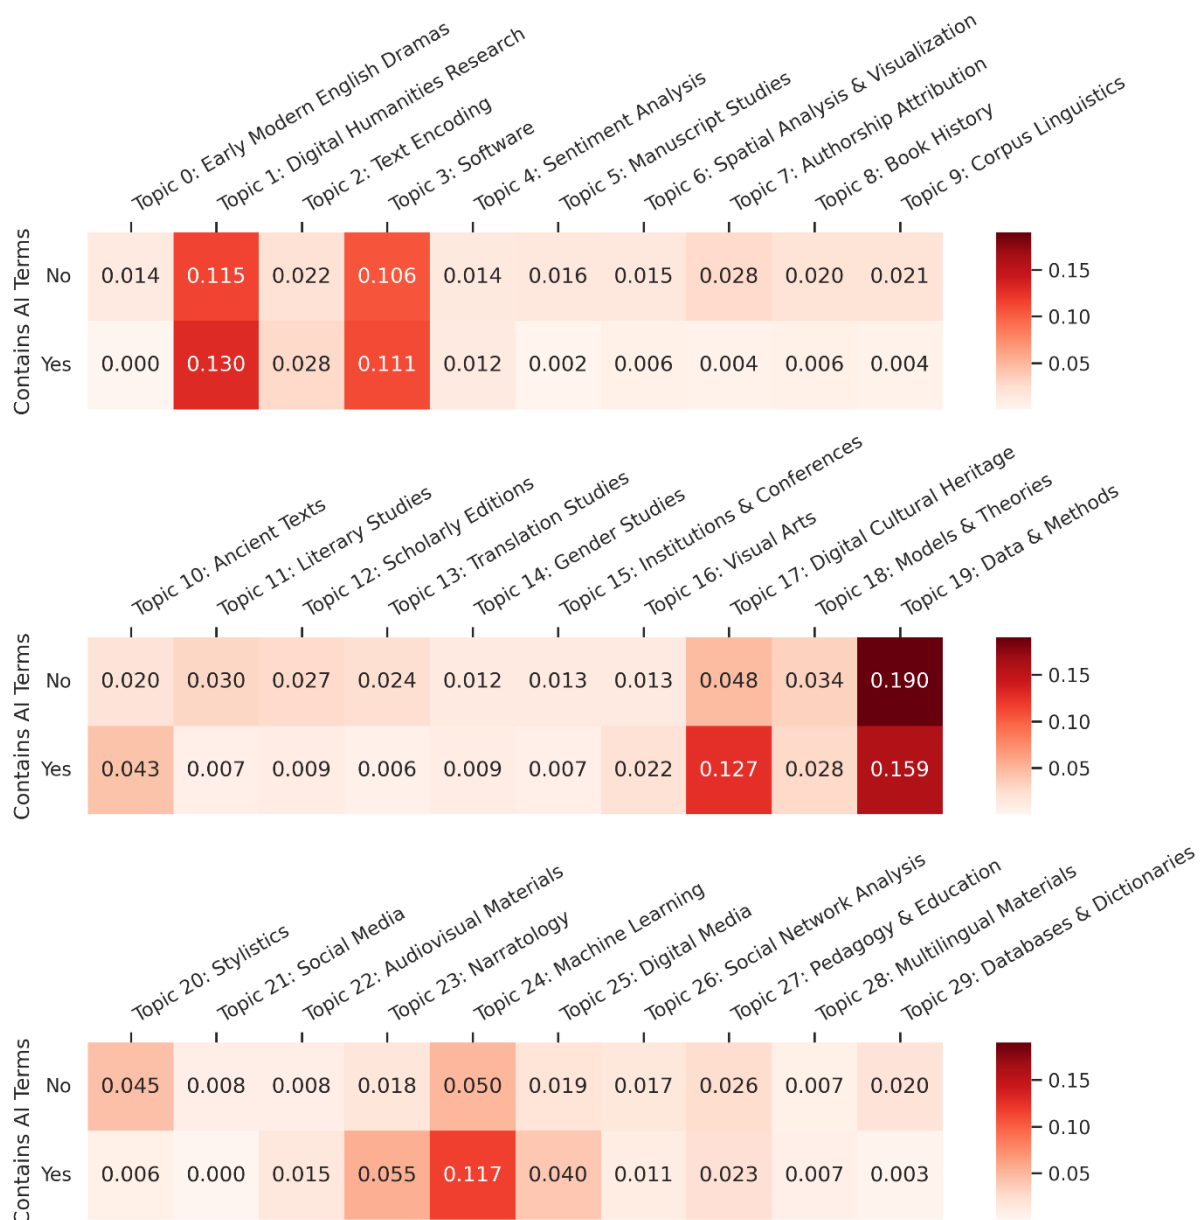 Topic 0: Early Modern English Dramas
Topic 1: Digital Humanities Research
Topic 2: Text Encoding
Topic 3: Software
Topic 4: Sentiment Analysis
Topic 5: Manuscript Studies
Topic 6: Spatial Analysis & Visualization
Topic 7: Authorship Attribution
Topic 8: Book History
Topic 9: Corpus Linguistics
Contains AI Terms
No 0.014 0.115 0.022 0.106 0.014 0.016 0.015 0.028 0.020 0.021
Yes 0.000 0.130 0.028 0.111 0.012 0.002 0.006 0.004 0.006 0.004
0.15
0.10
0.05
Topic 10: Ancient Texts
Topic 11: Literary Studies
Topic 12: Scholarly Editions
Topic 13: Translation Studies
Topic 14: Gender Studies
Topic 15: Institutions & Conferences
Topic 16: Visual Arts
Topic 17: Digital Cultural Heritage
Topic 18: Models & Theories
Topic 19: Data & Methods
Contains AI Terms
No 0.020 0.030 0.027 0.024 0.012 0.013 0.013 0.048 0.034 0.190
Yes 0.043 0.007 0.009 0.006 0.009 0.007 0.022 0.127 0.028 0.159
0.15
0.10
0.05
Topic 20: Stylistics
Topic 21: Social Media
Topic 22: Audiovisual Materials
Topic 23: Narratology
Topic 24: Machine Learning
Topic 25: Digital Media
Topic 26: Social Network Analysis
Topic 27: Pedagogy & Education
Topic 28: Multilingual Materials
Topic 29: Databases & Dictionaries
Contains AI Terms
No 0.045 0.008 0.008 0.018 0.050 0.019 0.017 0.026 0.007 0.020
Yes 0.006 0.000 0.015 0.055 0.117 0.040 0.011 0.023 0.007 0.003
0.15
0.10
0.05